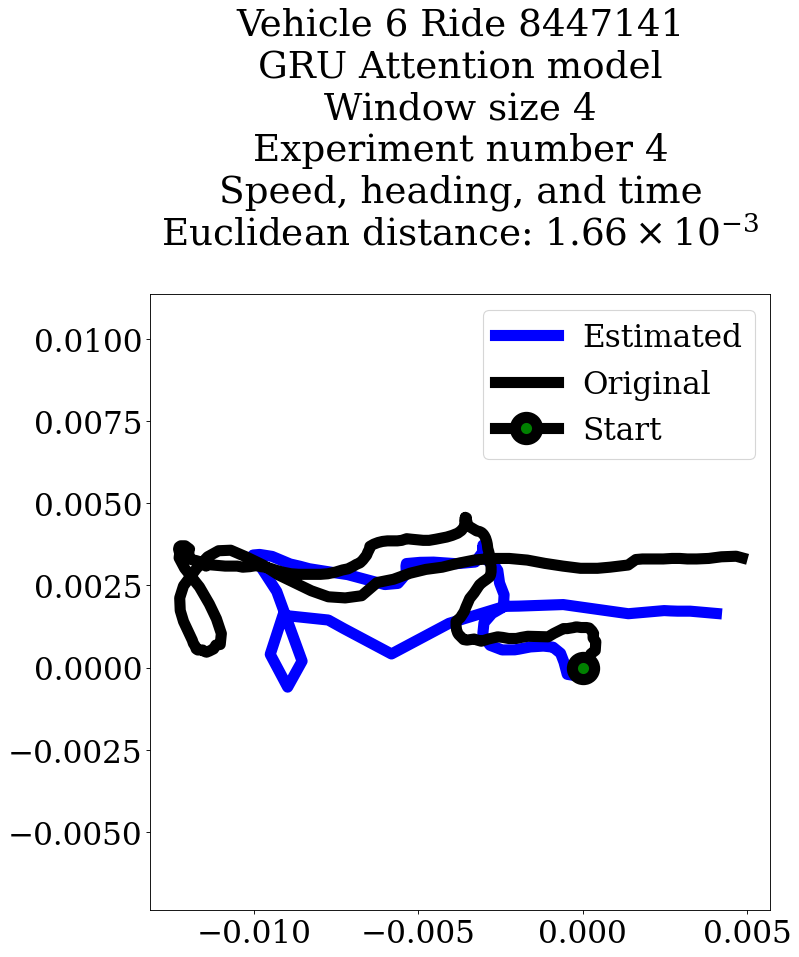 Vehicle 6 Ride 8447141
GRU Attention model
Window size 4
Experiment number 4
Speed, heading, and time
Euclidean distance: 1.66 × 10⁻³
Estimated
Original
Start
0.0100
0.0075
0.0050
0.0025
0.0000
−0.0025
−0.0050
−0.010 −0.005 0.000 0.005